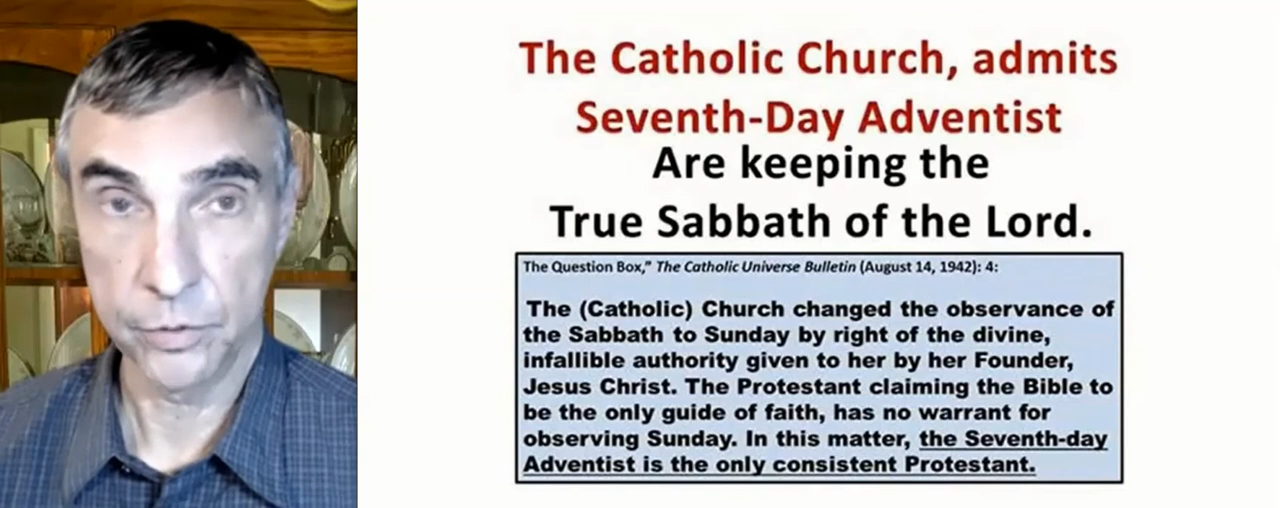 The Catholic Church, admits
Seventh-Day Adventist
Are keeping the
True Sabbath of the Lord.
The Question Box,” The Catholic Universe Bulletin (August 14, 1942): 4:
The (Catholic) Church changed the observance of
the Sabbath to Sunday by right of the divine,
infallible authority given to her by her Founder,
Jesus Christ. The Protestant claiming the Bible to
be the only guide of faith, has no warrant for
observing Sunday. In this matter, the Seventh-day
Adventist is the only consistent Protestant.